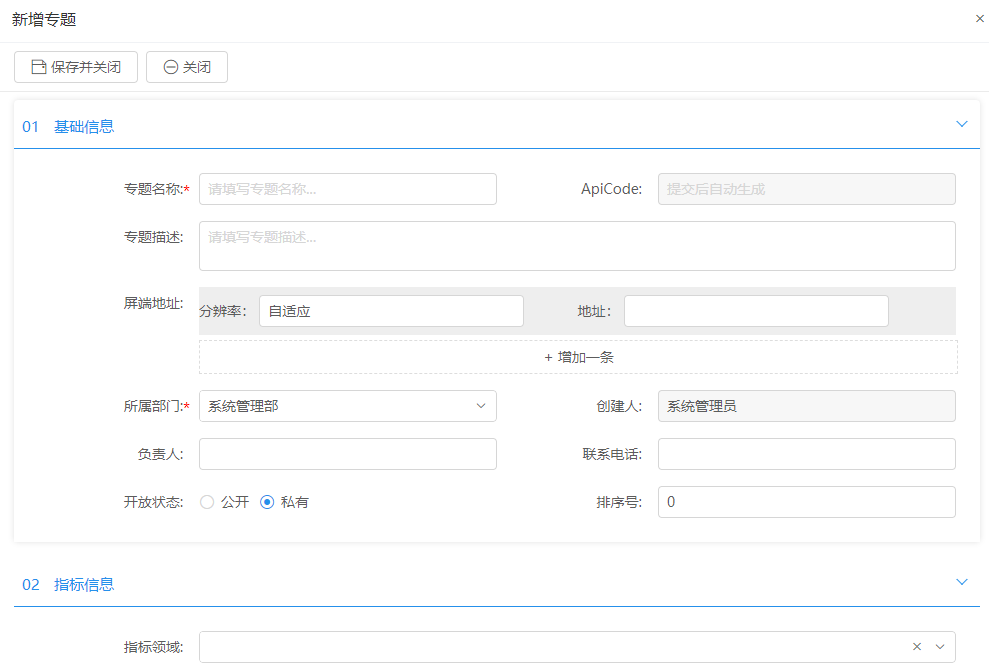 新增专题
保存并关闭 关闭
01 基础信息
专题名称:* 请填写专题名称... ApiCode: 提交后自动生成
专题描述: 请填写专题描述...
屏端地址: 分辨率: 自适应 地址:
+ 增加一条
所属部门:* 系统管理部 创建人: 系统管理员
负责人: 联系电话:
开放状态: 公开 私有 排序号: 0
02 指标信息
指标领域: